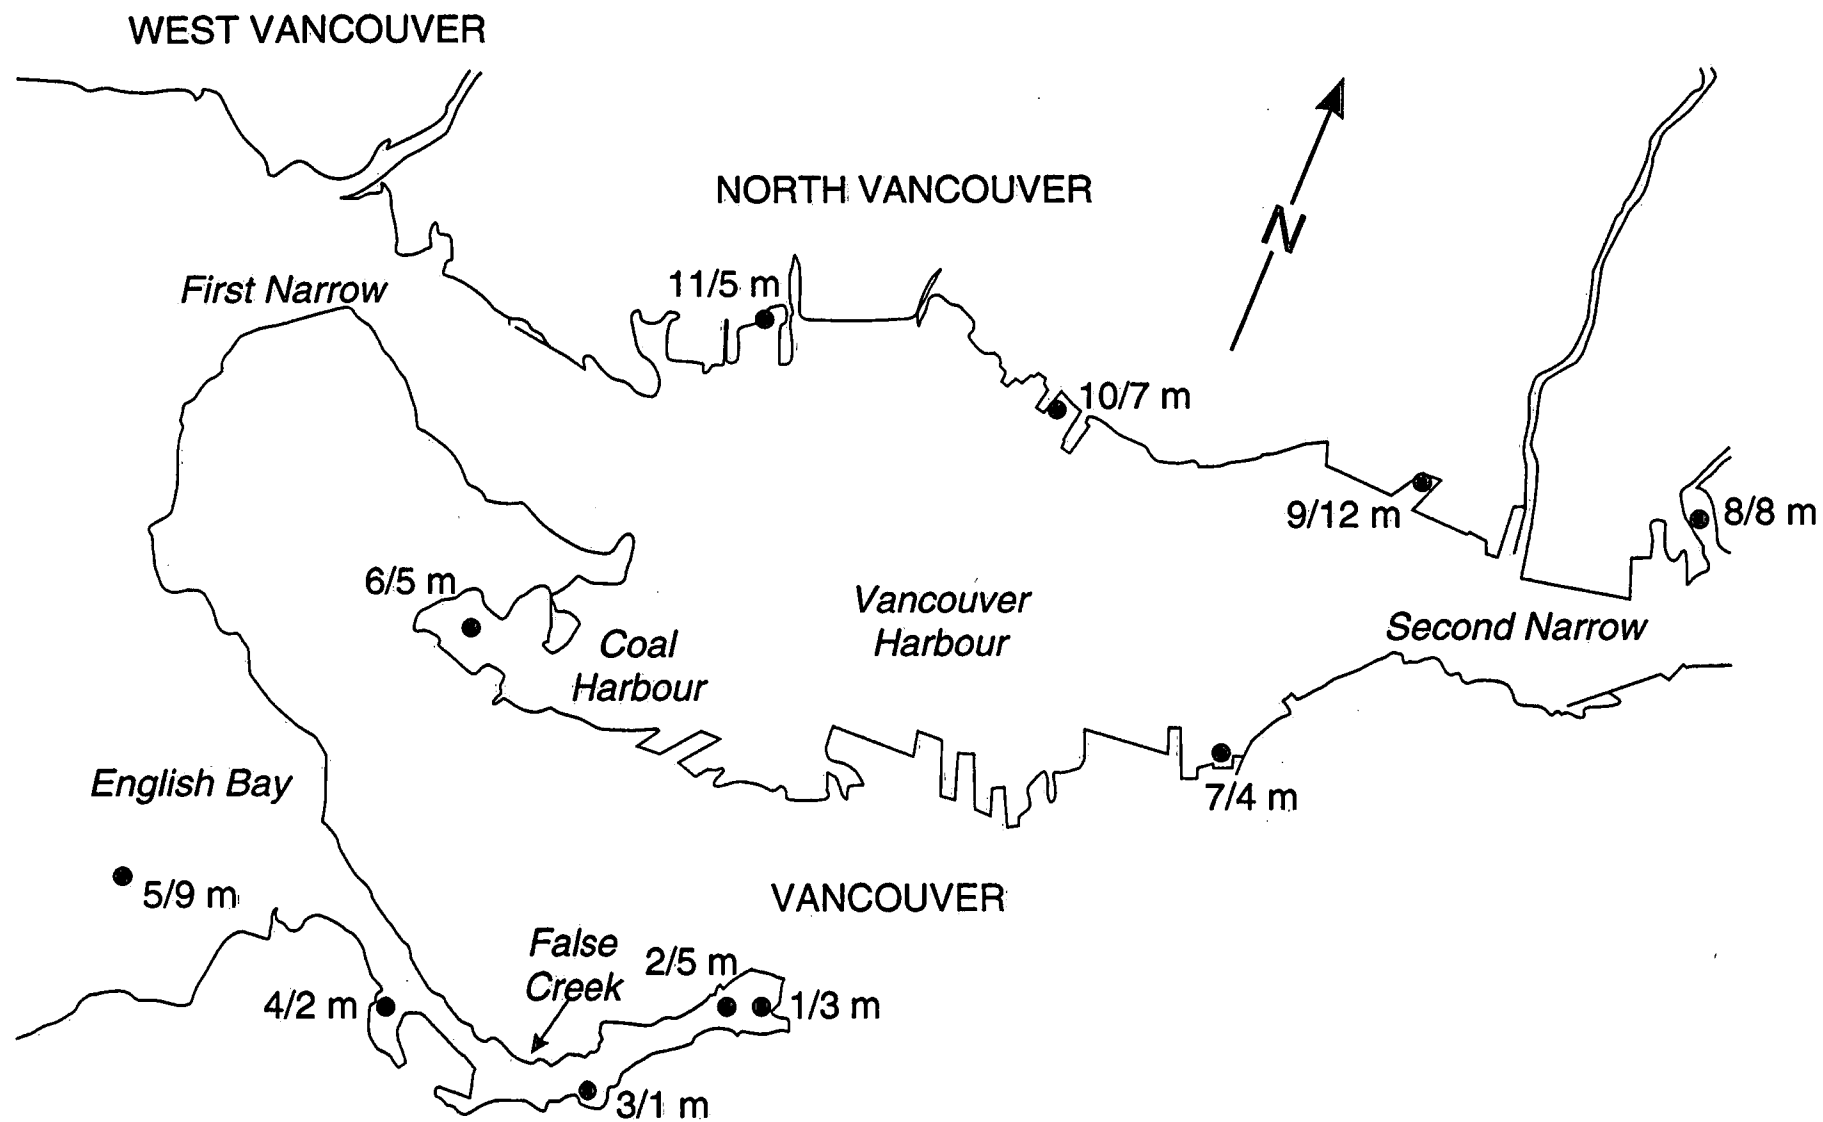 WEST VANCOUVER
NORTH VANCOUVER
N
First Narrow
11/5 m
10/7 m
9/12 m
8/8 m
6/5 m
Vancouver
Harbour
Coal
Harbour
Second Narrow
English Bay
7/4 m
5/9 m
VANCOUVER
False
Creek
2/5 m
4/2 m
1/3 m
3/1 m